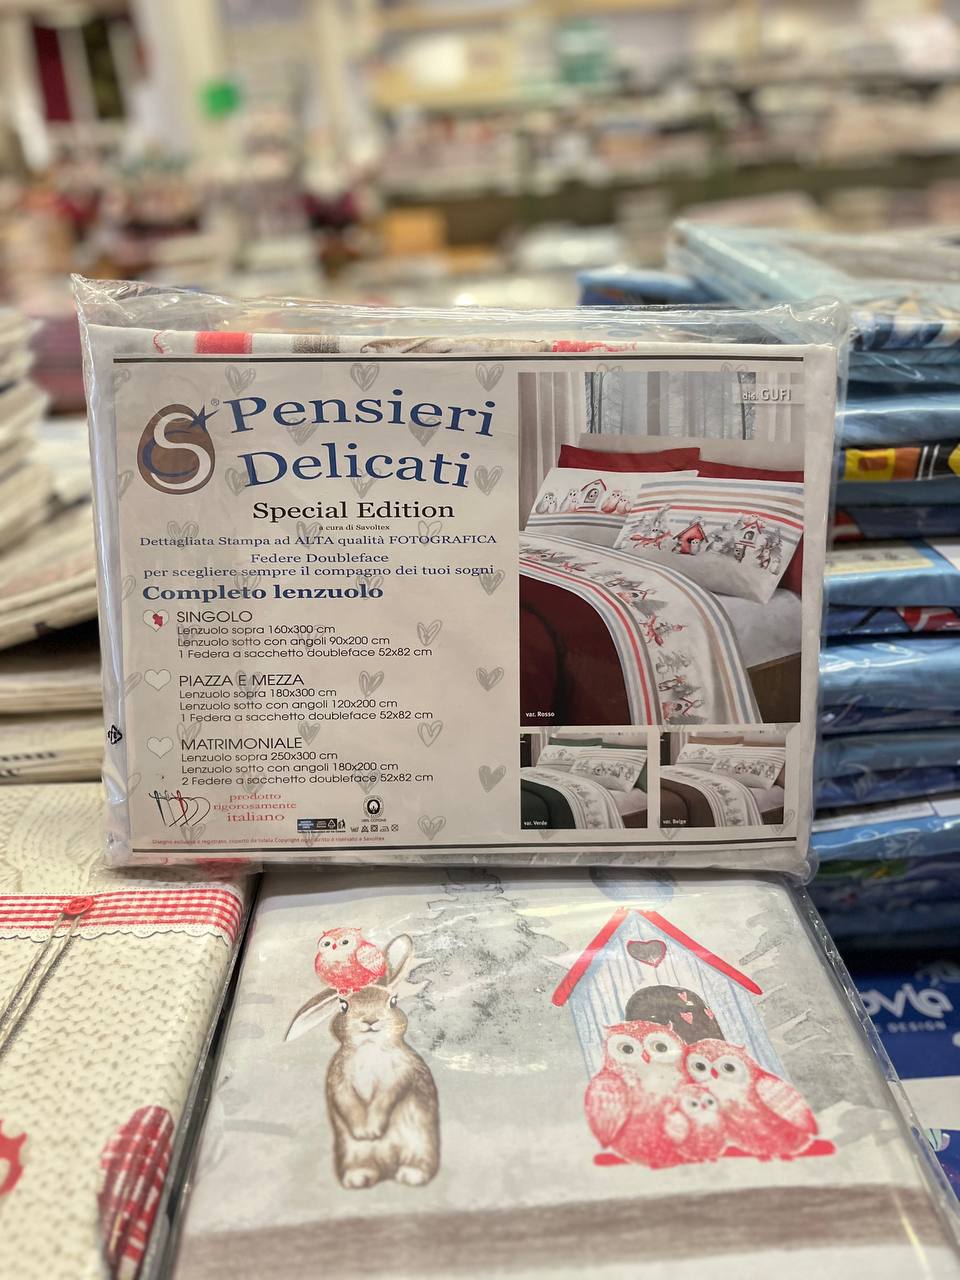 Pensieri
Delicati
Special Edition
a cura di Savoltex
Dettagliata Stampa ad ALTA qualità FOTOGRAFICA
Federe Doubleface
per scegliere sempre il compagno dei tuoi sogni
Completo lenzuolo
SINGOLO
Lenzuolo sopra 160x300 cm
Lenzuolo sotto con angoli 90x200 cm
1 Federa a sacchetto doubleface 52x82 cm
PIAZZA E MEZZA
Lenzuolo sopra 180x300 cm
Lenzuolo sotto con angoli 120x200 cm
1 Federa a sacchetto doubleface 52x82 cm
MATRIMONIALE
Lenzuolo sopra 250x300 cm
Lenzuolo sotto con angoli 180x200 cm
2 Federe a sacchetto doubleface 52x82 cm
prodotto
rigorosamente
italiano
100% COTONE
dis. GUFI
var. Rosso
var. Verde
var. Beige
DESIGN